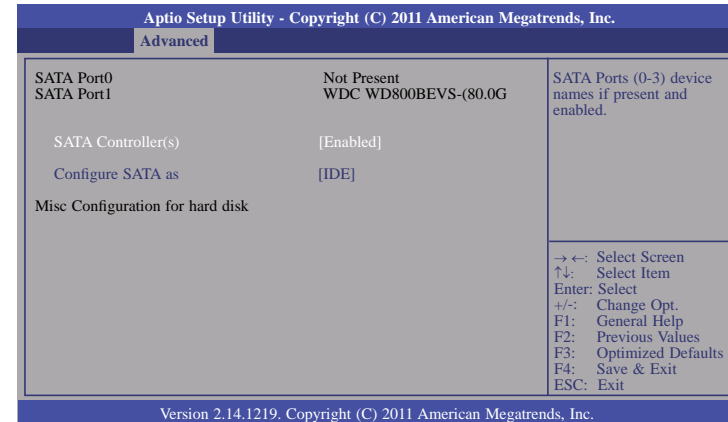 Aptio Setup Utility - Copyright (C) 2011 American Megatrends, Inc.
Advanced
SATA Port0 Not Present
SATA Port1 WDC WD800BEVS-(80.0G
SATA Controller(s) [Enabled]
Configure SATA as [IDE]
Misc Configuration for hard disk
SATA Ports (0-3) device
names if present and
enabled.
→←: Select Screen
↑↓: Select Item
Enter: Select
+/-: Change Opt.
F1: General Help
F2: Previous Values
F3: Optimized Defaults
F4: Save & Exit
ESC: Exit
Version 2.14.1219. Copyright (C) 2011 American Megatrends, Inc.